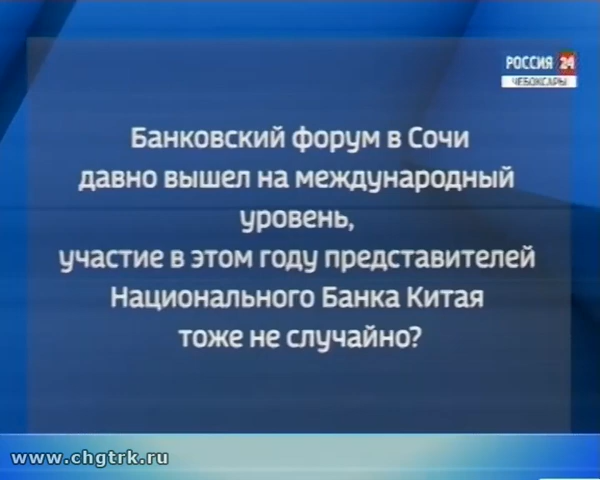 РОССИЯ 24
ЧЕБОКСАРЫ
Банковский форум в Сочи
давно вышел на международный
уровень,
участие в этом году представителей
Национального Банка Китая
тоже не случайно?
www.chgtrk.ru